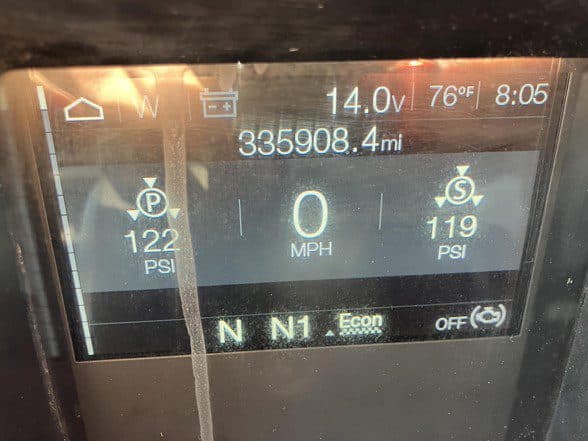 W 14.0V 76°F 8:05
335908.4mi
P 0 S
122 MPH 119
PSI PSI
N N1 Econ OFF